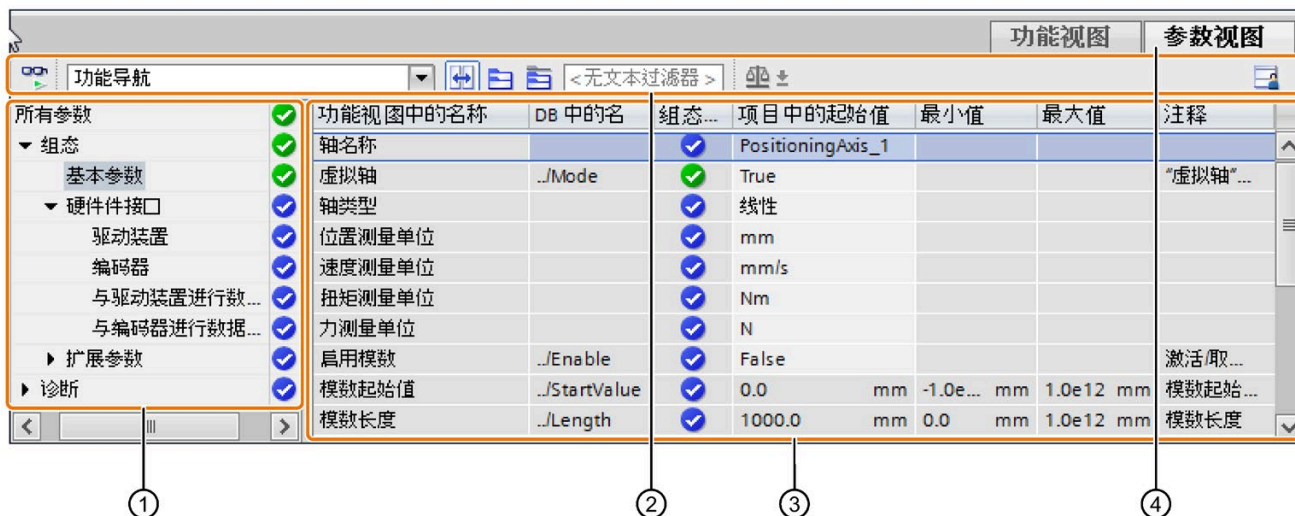 功能视图 参数视图
功能导航 <无文本过滤器>
所有参数 功能视图中的名称 DB 中的名 组态... 项目中的起始值 最小值 最大值 注释
组态 轴名称 PositioningAxis_1
基本参数 虚拟轴 ../Mode True "虚拟轴"...
硬件件接口 轴类型 线性
驱动装置 位置测量单位 mm
编码器 速度测量单位 mm/s
与驱动装置进行数... 扭矩测量单位 Nm
与编码器进行数据... 力测量单位 N
扩展参数 启用模数 ../Enable False 激活/取...
诊断 模数起始值 ../StartValue 0.0 mm -1.0e... mm 1.0e12 mm 模数起始...
模数长度 ../Length 1000.0 mm 0.0 mm 1.0e12 mm 模数长度
① ② ③ ④